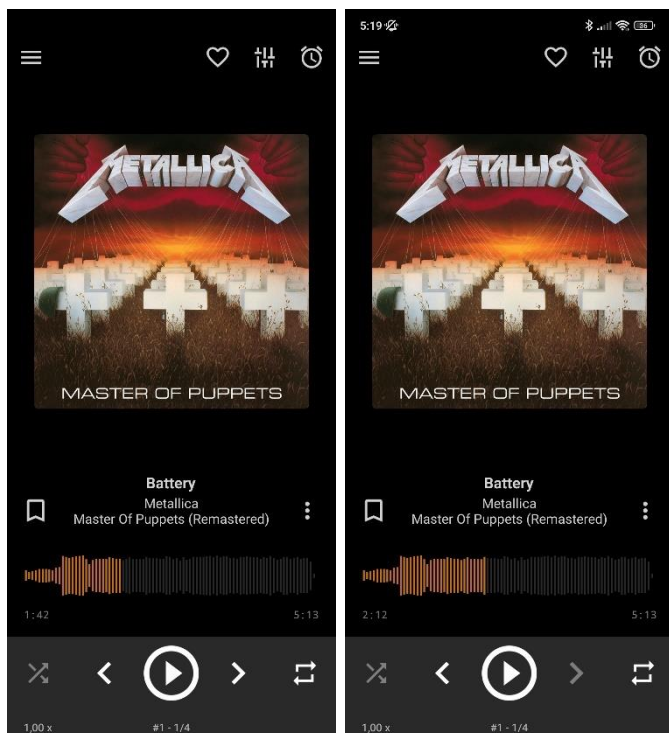 METALLICA
MASTER OF PUPPETS
Battery
Metallica
Master Of Puppets (Remastered)
1:42
5:13
1,00 x
#1 - 1/4
5:19
86
METALLICA
MASTER OF PUPPETS
Battery
Metallica
Master Of Puppets (Remastered)
2:12
5:13
1,00 x
#1 - 1/4